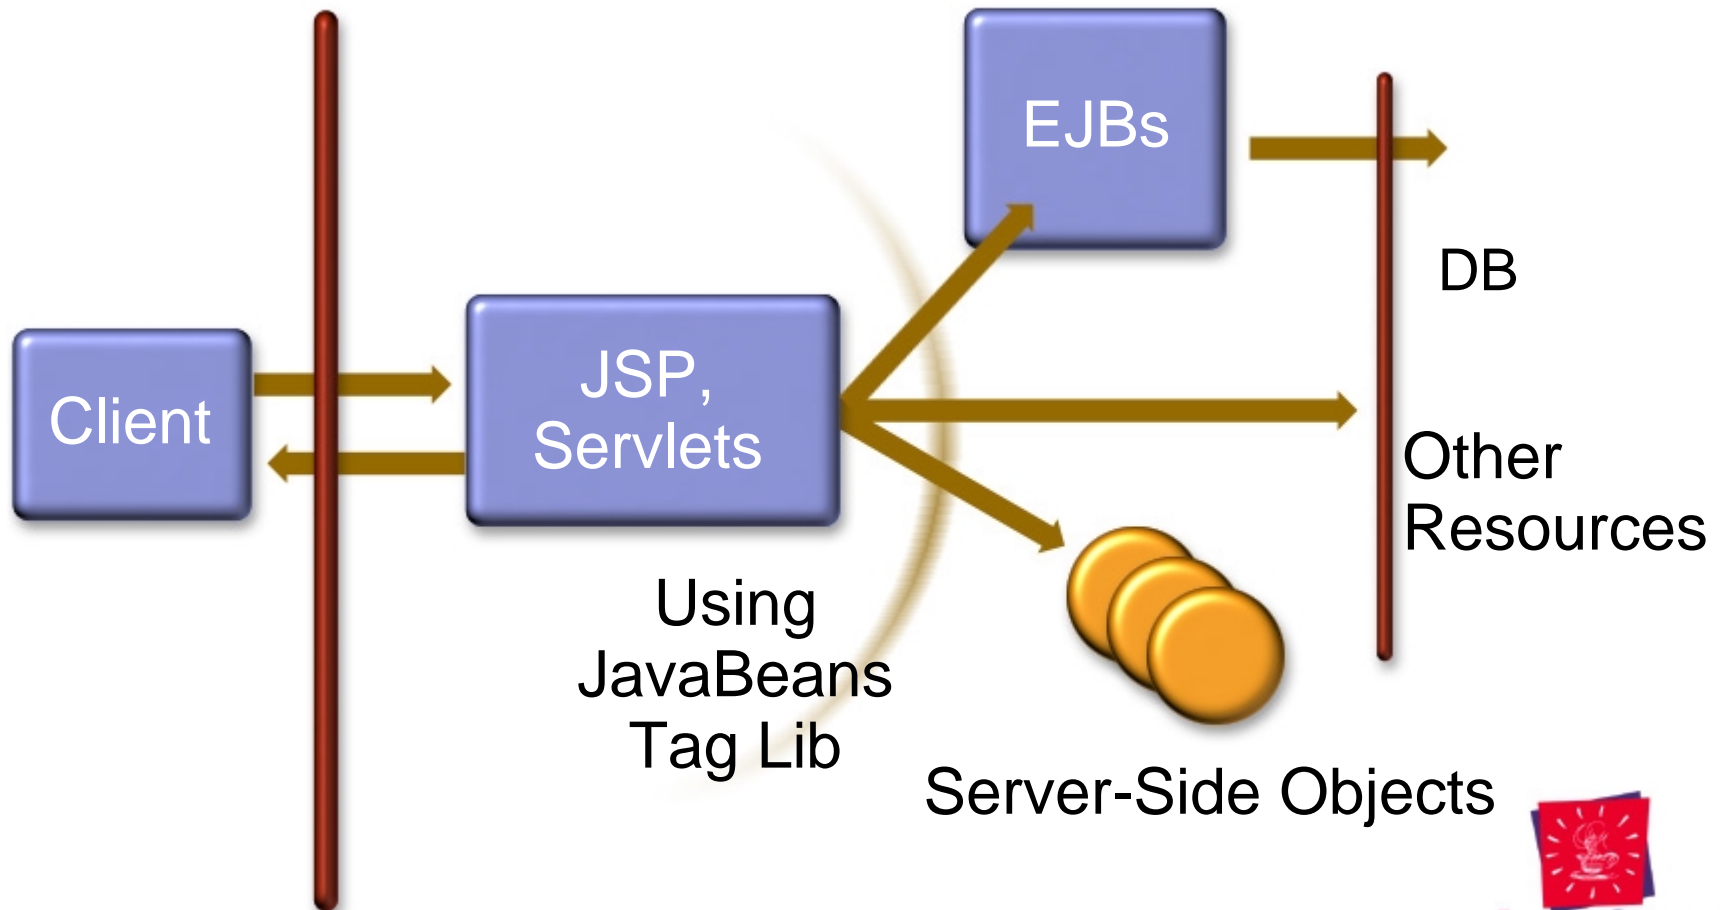 EJBs
DB
Client
JSP,
Servlets
Other
Resources
Using
JavaBeans
Tag Lib
Server-Side Objects